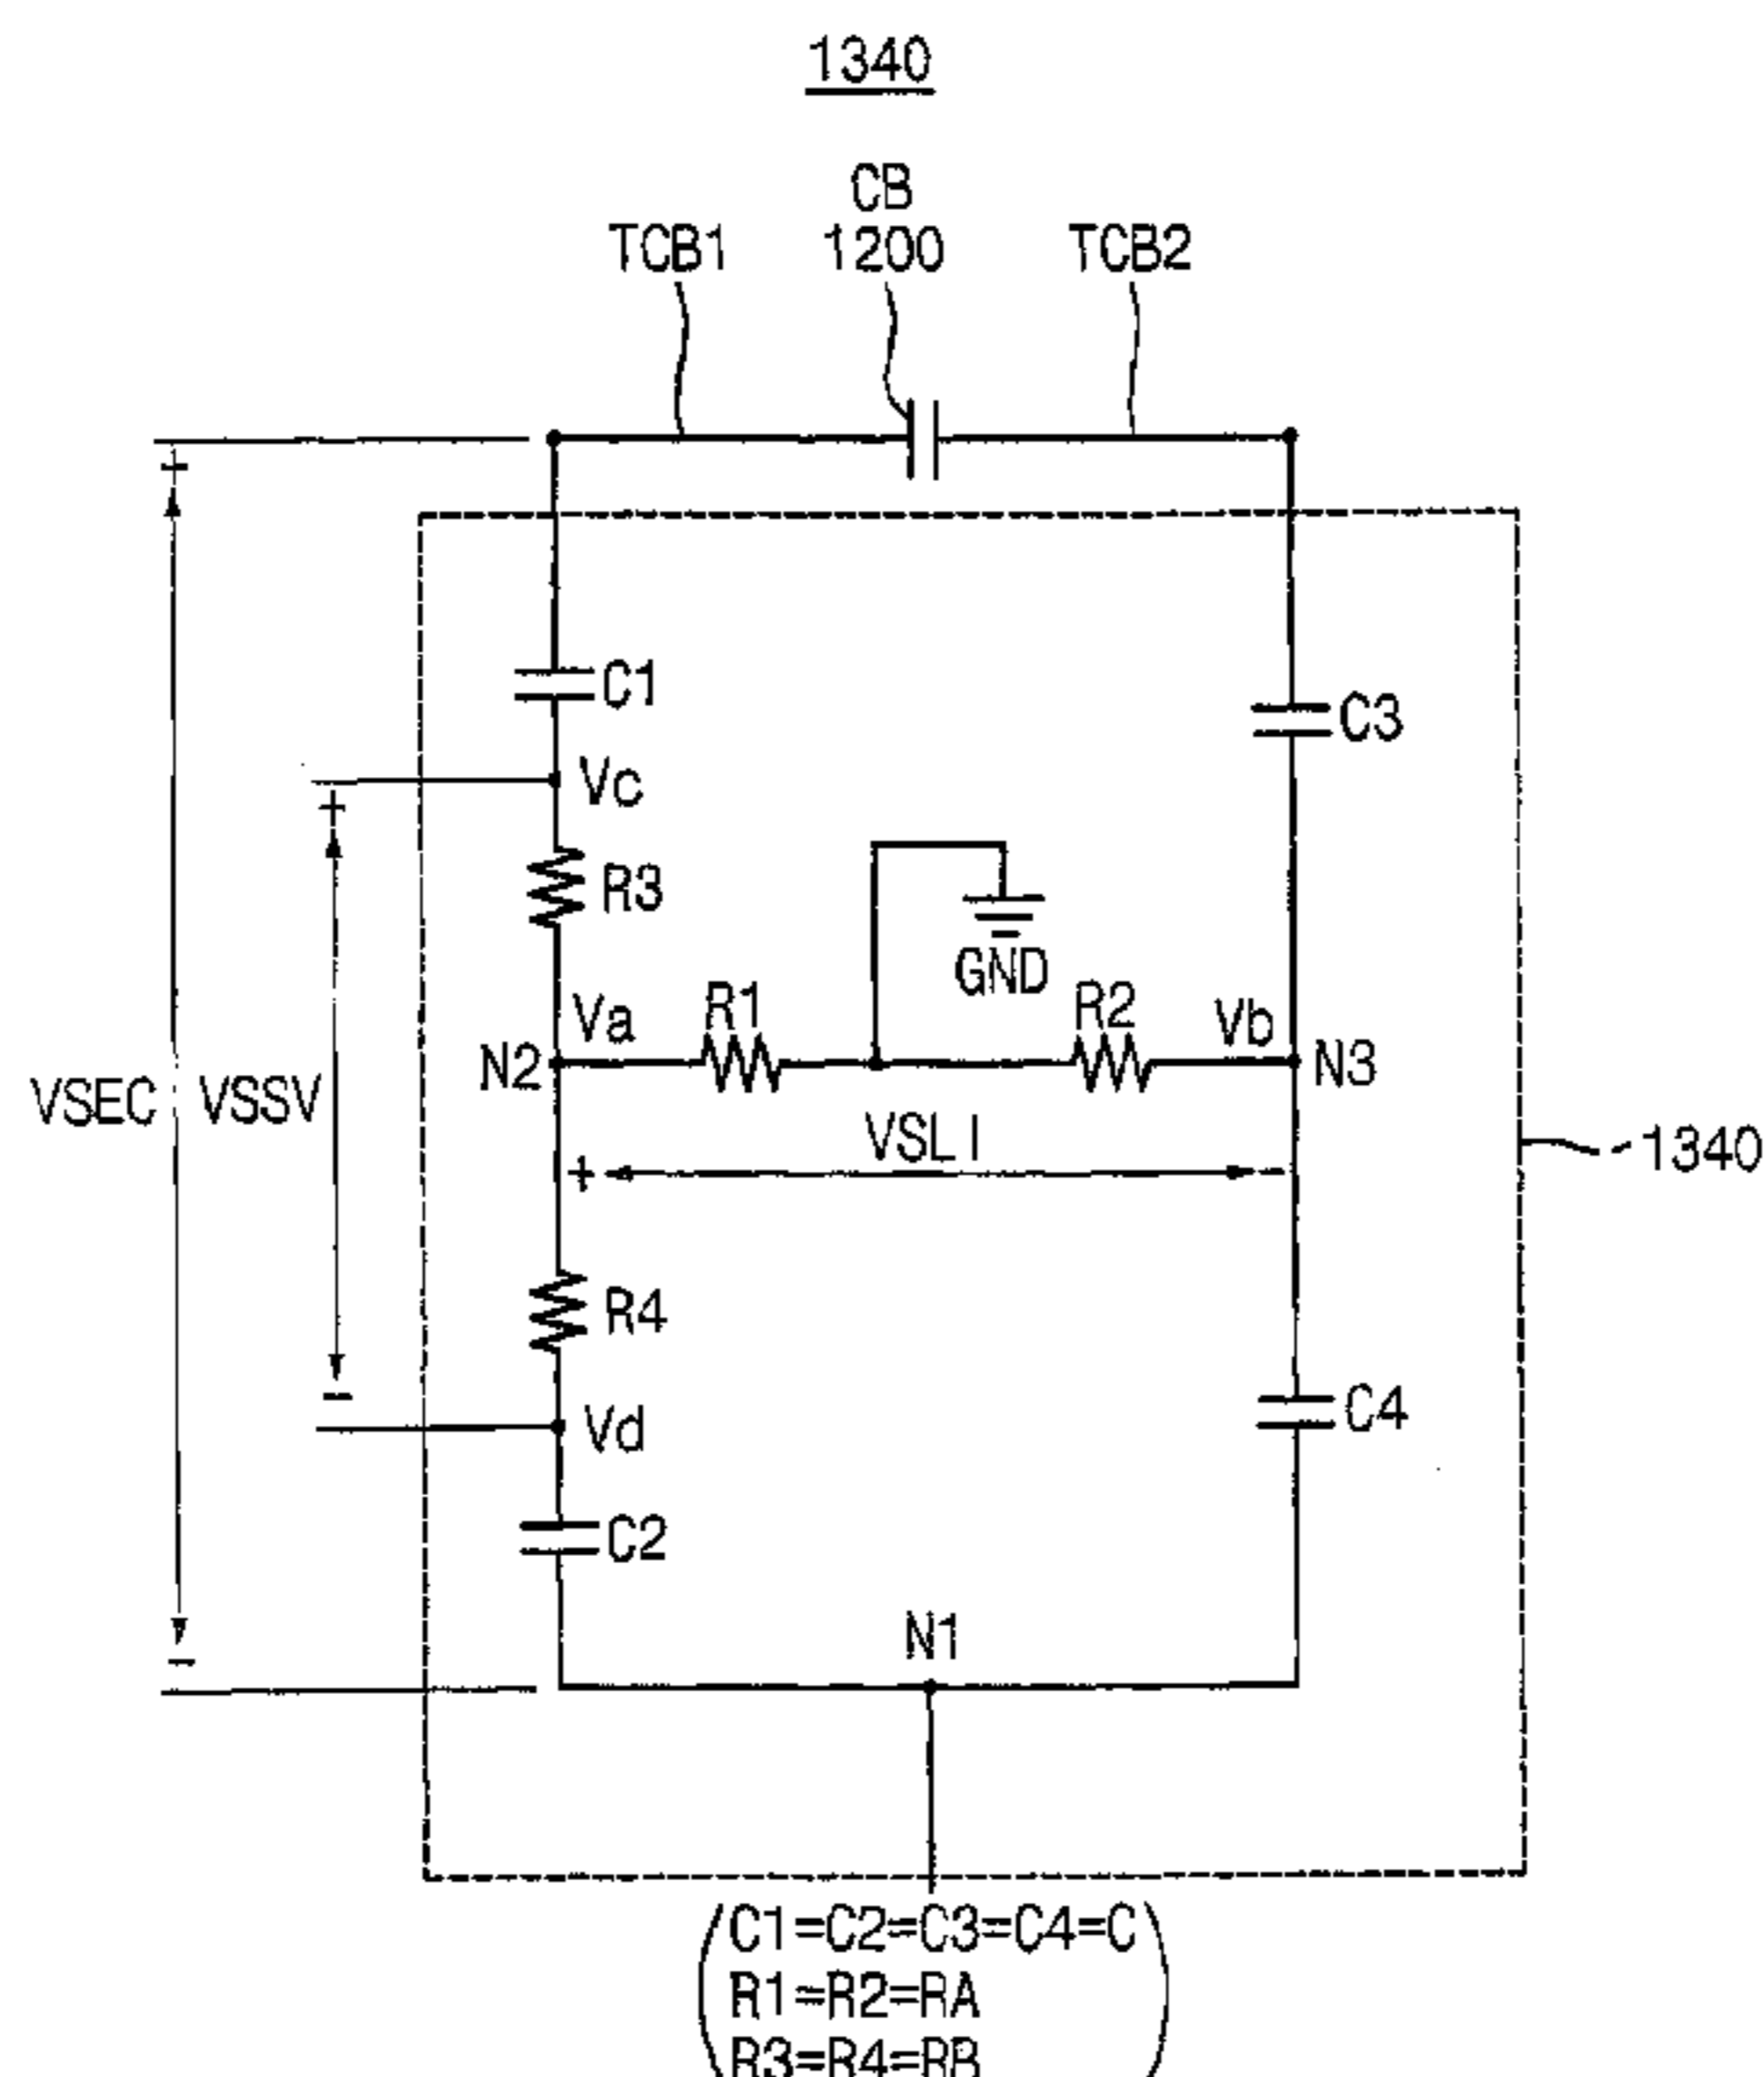 1340
CB
TCB1 1200 TCB2
C1
C3
Vc
+
R3
GND
Va R1 R2 Vb
N2 N3
VSEC VSSV
VSLI
+ -
1340
R4
-
Vd
C4
C2
N1
-
C1=C2=C3=C4=C
R1=R2=RA
R3=R4=RB